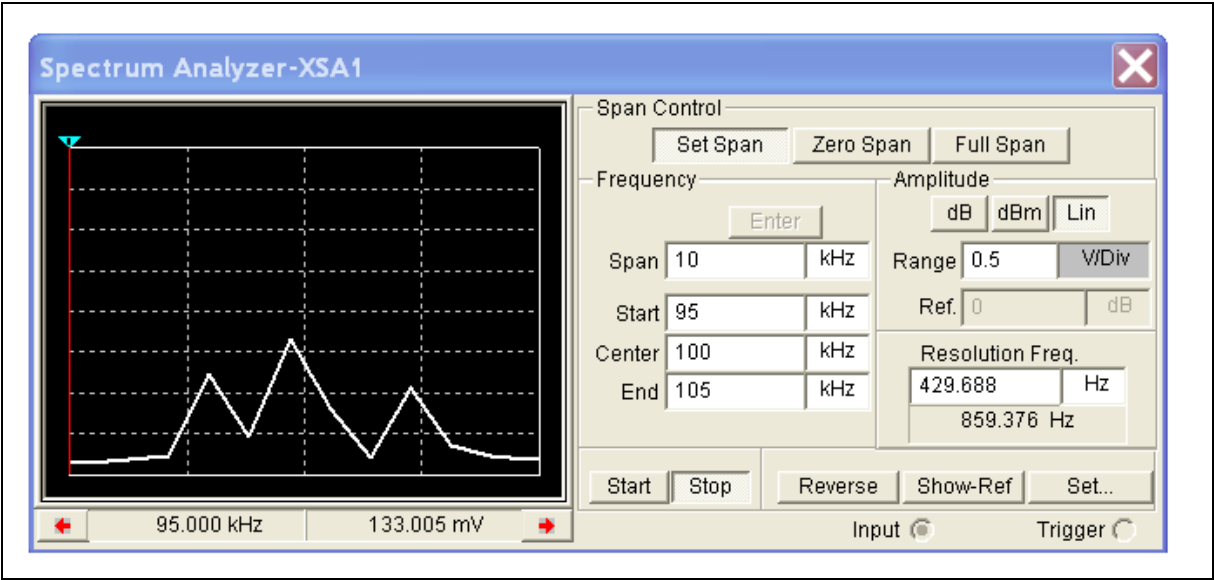 Spectrum Analyzer-XSA1
Span Control
Set Span Zero Span Full Span
Frequency
Enter
Span 10 kHz
Start 95 kHz
Center 100 kHz
End 105 kHz
Amplitude
dB dBm Lin
Range 0.5 V/Div
Ref. 0 dB
Resolution Freq.
429.688 Hz
859.376 Hz
Start Stop Reverse Show-Ref Set...
95.000 kHz 133.005 mV
Input Trigger